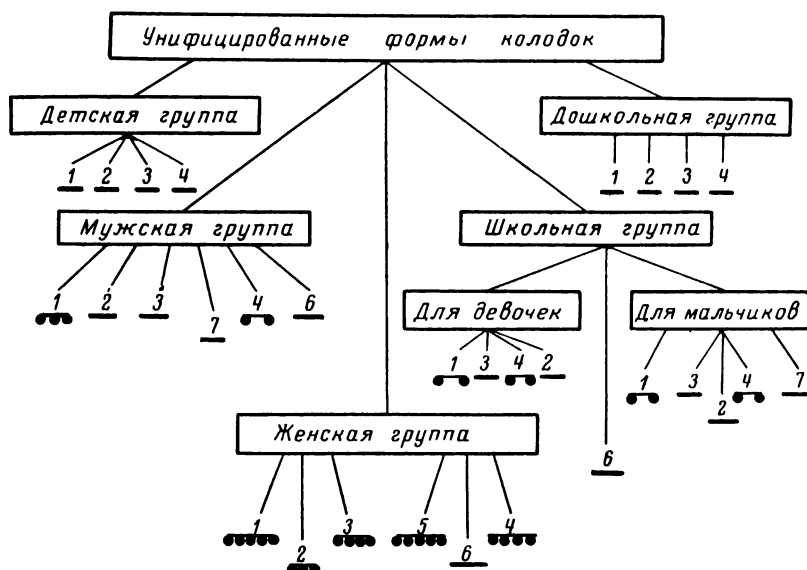 Унифицированные формы колодок
Детская группа
Дошкольная группа
1 2 3 4
1 2 3 4
Мужская группа
Школьная группа
1 2 3 7 4 6
Для девочек
Для мальчиков
1 3 4 2
1 3 2 4 7
6
Женская группа
1 2 3 5 6 4